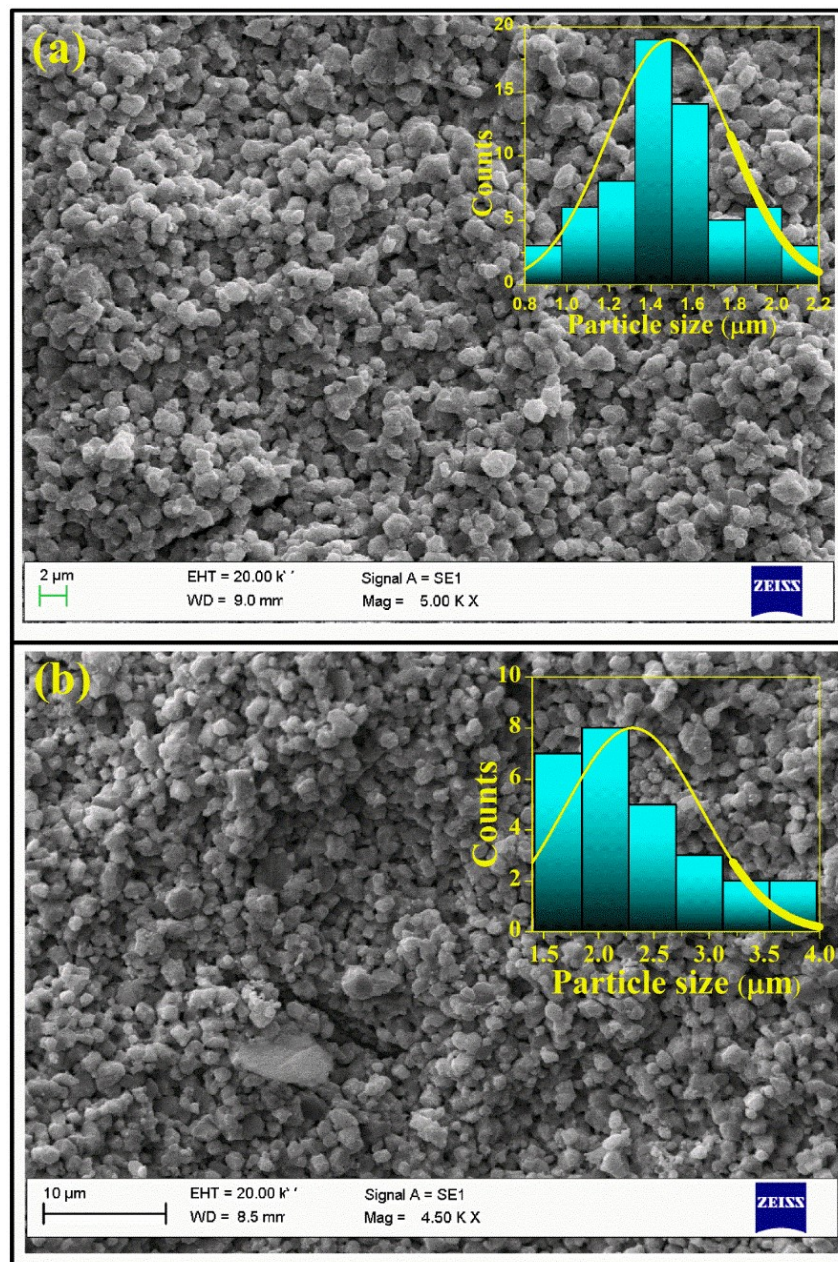 (a)
20
15
10
5
0
Counts
0.8 1.0 1.2 1.4 1.6 1.8 2.0 2.2
Particle size (μm)
2 μm
EHT = 20.00
Signal A = SE1
WD = 9.0 mm
Mag = 5.00 K X
ZEISS
(b)
10
8
6
4
2
0
Counts
1.5 2.0 2.5 3.0 3.5 4.0
Particle size (μm)
10 μm
EHT = 20.00
Signal A = SE1
WD = 8.5 mm
Mag = 4.50 K X
ZEISS